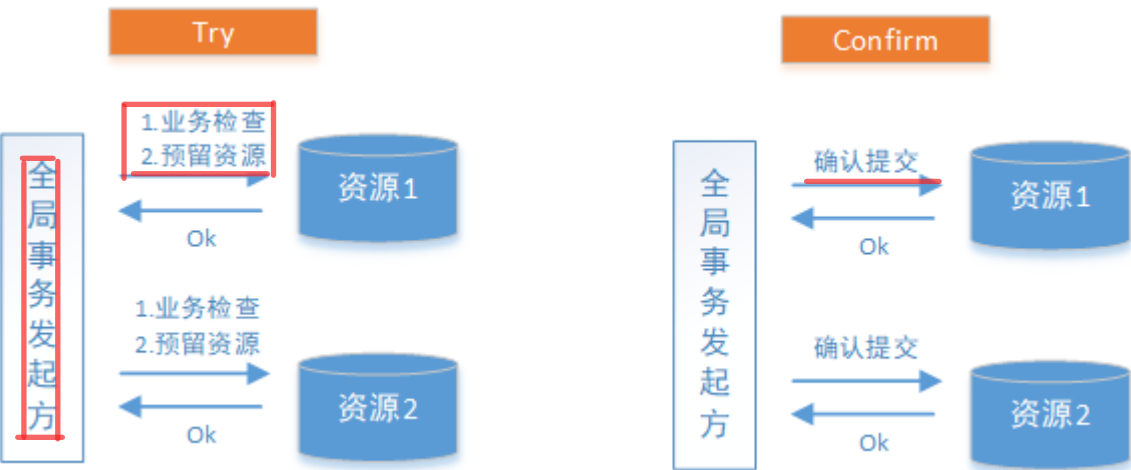 Try
1.业务检查
2.预留资源
全局事务发起方
资源1
Ok
1.业务检查
2.预留资源
资源2
Ok
Confirm
全局事务发起方
确认提交
资源1
Ok
确认提交
资源2
Ok